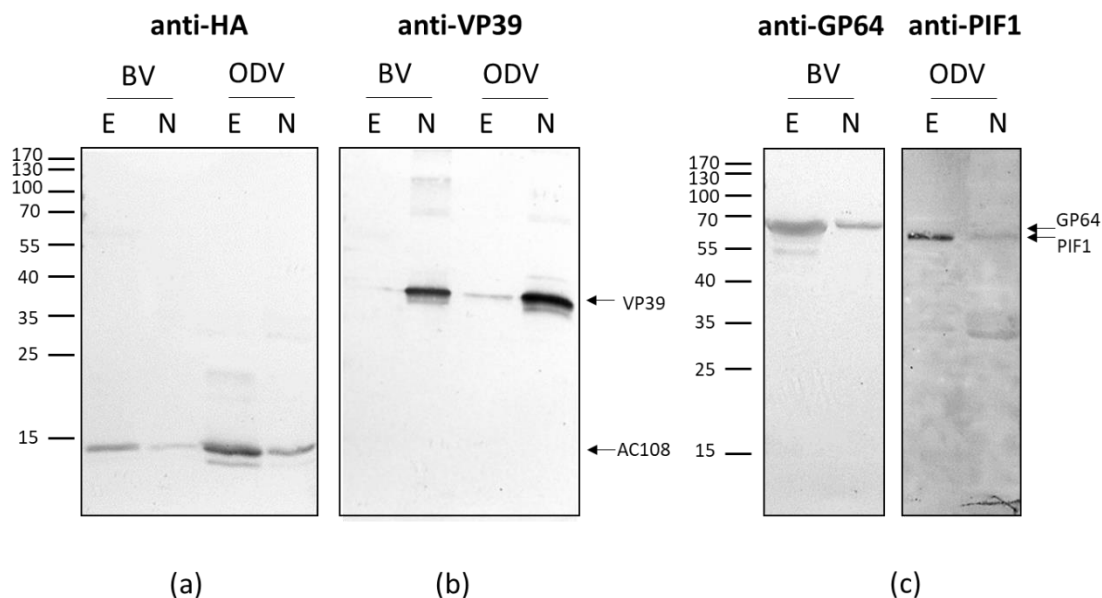 anti-HA anti-VP39 anti-GP64 anti-PIF1
BV ODV BV ODV BV ODV
E N E N E N E N E N E N
170
130
100
70
55
40
35
25
15
VP39
AC108
170
130
100
70
55
40
35
25
15
GP64
PIF1
(a) (b) (c)